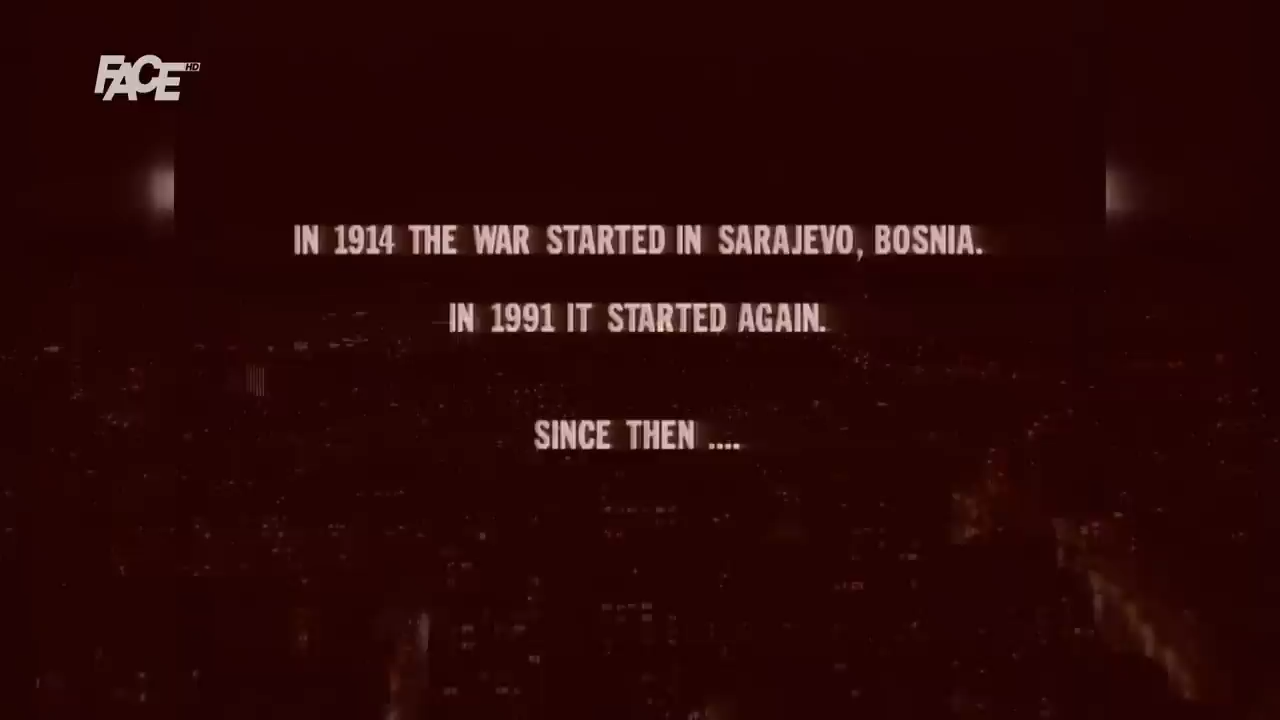 FACE HD
IN 1914 THE WAR STARTED IN SARAJEVO, BOSNIA.
IN 1991 IT STARTED AGAIN.
SINCE THEN ....